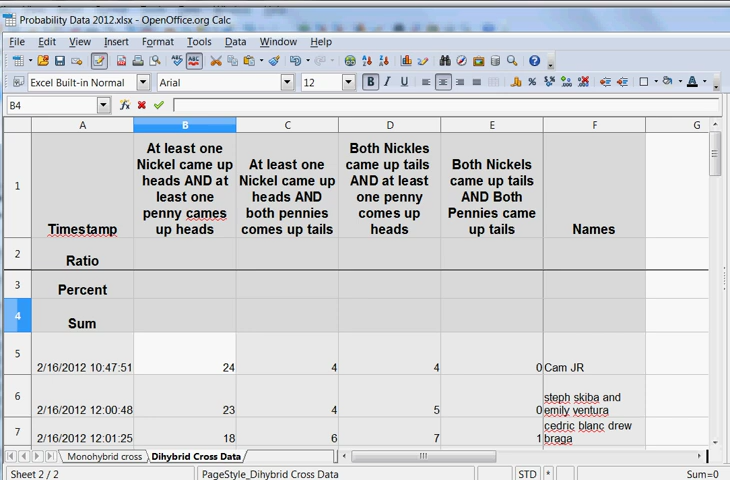 Probability Data 2012.xlsx - OpenOffice.org Calc
File Edit View Insert Format Tools Data Window Help
Excel Built-in Normal Arial 12 B I U
B4
A B C D E F G
1
At least one
Nickel came up
heads AND at
least one
penny cames
up heads
At least one
Nickel came up
heads AND
both pennies
comes up tails
Both Nickles
came up tails
AND at least
one penny
comes up
heads
Both Nickels
came up tails
AND Both
Pennies came
up tails
Timestamp
Names
2 Ratio
3 Percent
4 Sum
5 2/16/2012 10:47:51 24 4 4 0 Cam JR
steph skiba and
6 2/16/2012 12:00:48 23 4 5 0 emily ventura
cedric blanc drew
7 2/16/2012 12:01:25 18 6 7 1 braga
Monohybrid cross Dihybrid Cross Data
Sheet 2 / 2 PageStyle_Dihybrid Cross Data STD * Sum=0